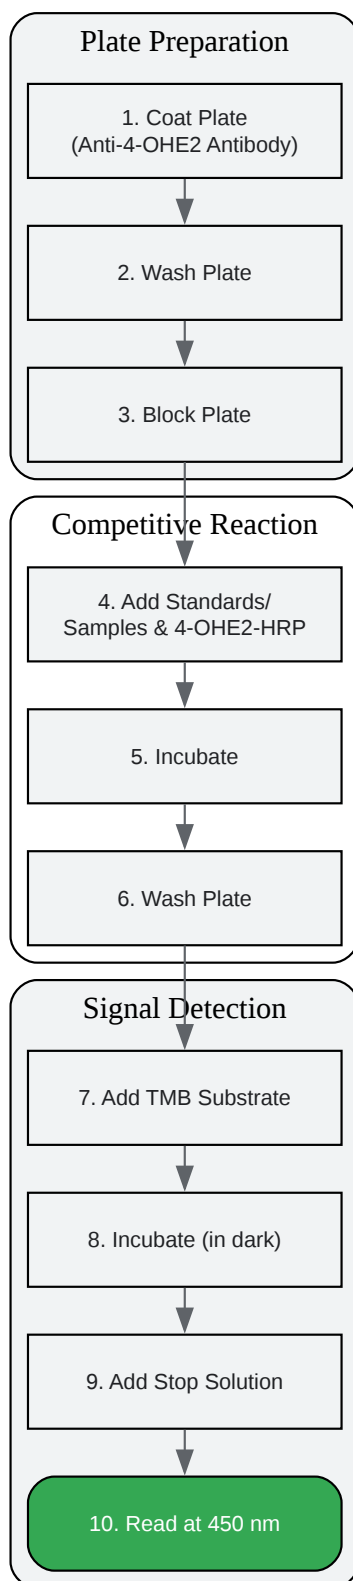 Plate Preparation
1. Coat Plate
(Anti-4-OHE2 Antibody)
2. Wash Plate
3. Block Plate
Competitive Reaction
4. Add Standards/
Samples & 4-OHE2-HRP
5. Incubate
6. Wash Plate
Signal Detection
7. Add TMB Substrate
8. Incubate (in dark)
9. Add Stop Solution
10. Read at 450 nm